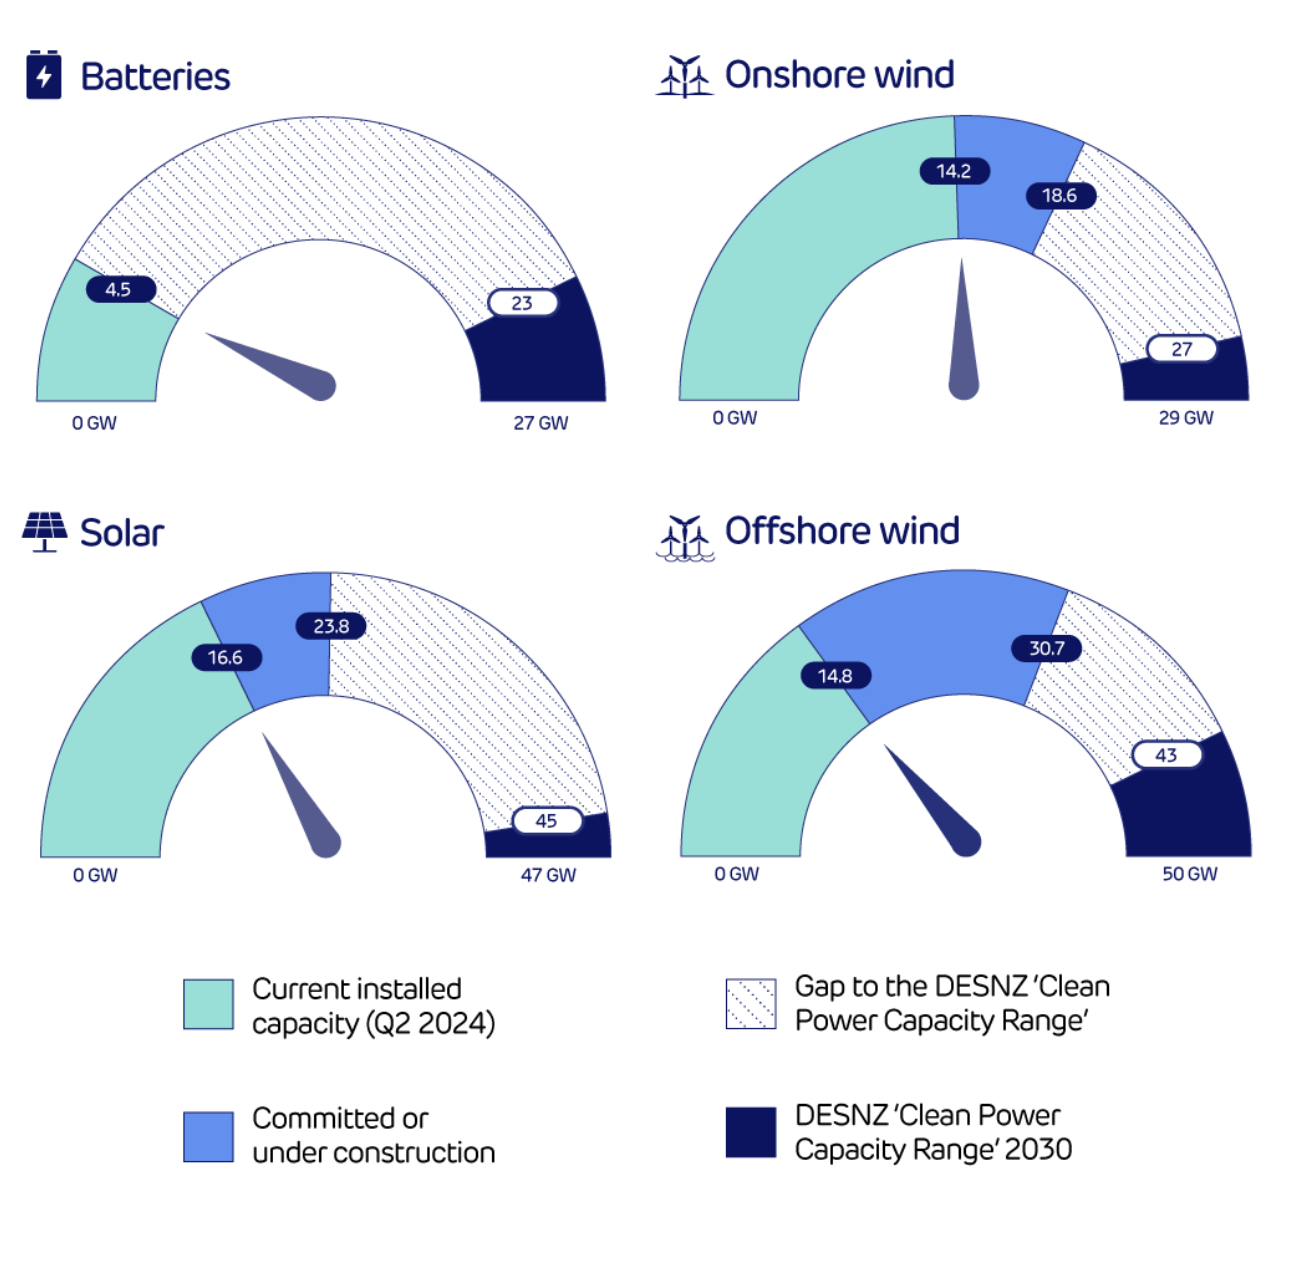 Batteries
4.5
23
0 GW
27 GW
Onshore wind
14.2
18.6
27
0 GW
29 GW
Solar
16.6
23.8
45
0 GW
47 GW
Offshore wind
14.8
30.7
43
0 GW
50 GW
Current installed
capacity (Q2 2024)
Gap to the DESNZ ‘Clean
Power Capacity Range’
Committed or
under construction
DESNZ ‘Clean Power
Capacity Range’ 2030